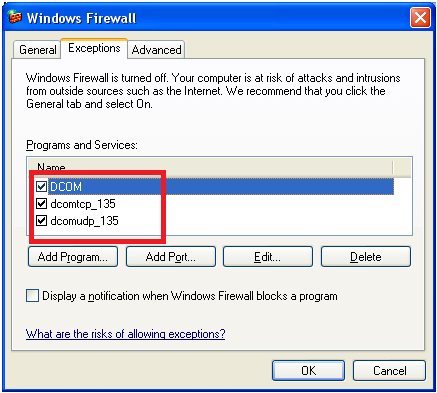 Windows Firewall
General Exceptions Advanced
Windows Firewall is turned off. Your computer is at risk of attacks and intrusions
from outside sources such as the Internet. We recommend that you click the
General tab and select On.
Programs and Services:
Name
DCOM
dcomtcp_135
dcomudp_135
Add Program... Add Port... Edit... Delete
Display a notification when Windows Firewall blocks a program
What are the risks of allowing exceptions?
OK Cancel